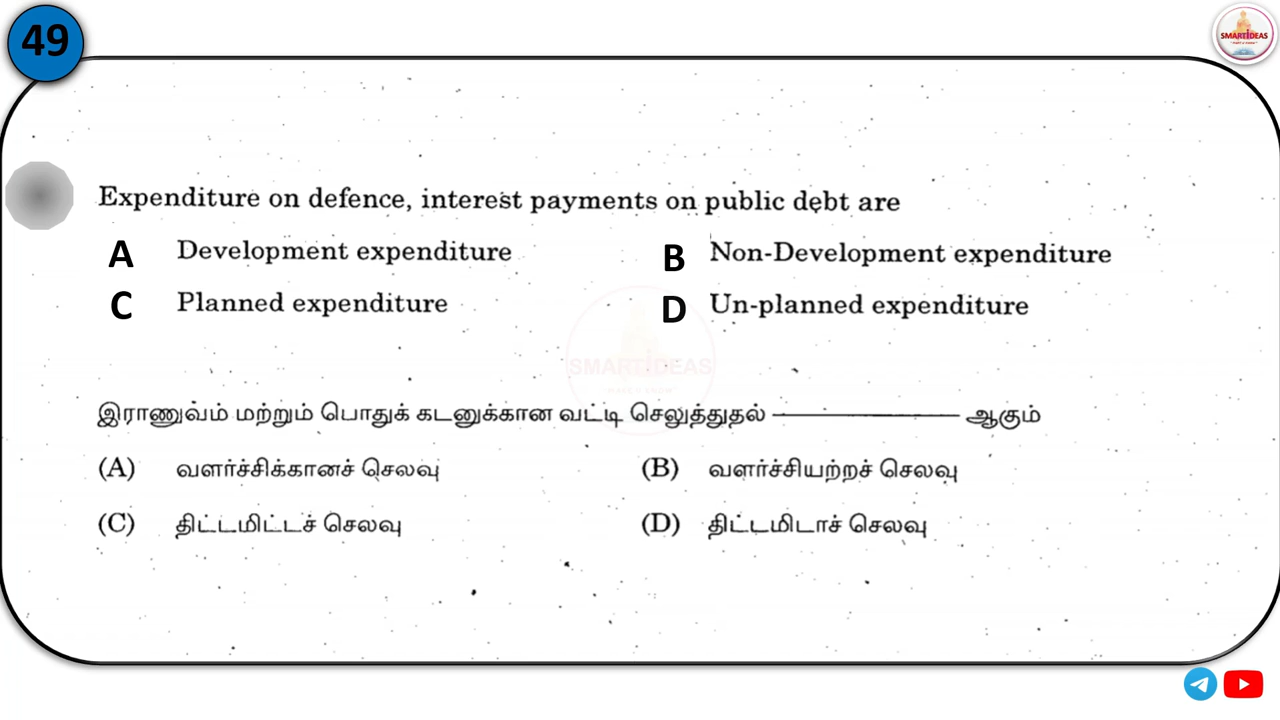 49
SMARTIDEAS
Expenditure on defence, interest payments on public debt are
A Development expenditure B Non-Development expenditure
C Planned expenditure D Un-planned expenditure
SMARTIDEAS
இராணுவம் மற்றும் பொதுக் கடனுக்கான வட்டி செலுத்துதல் ———————— ஆகும்
(A) வளர்ச்சிக்கானச் செலவு (B) வளர்ச்சியற்றச் செலவு
(C) திட்டமிட்டச் செலவு (D) திட்டமிடாச் செலவு